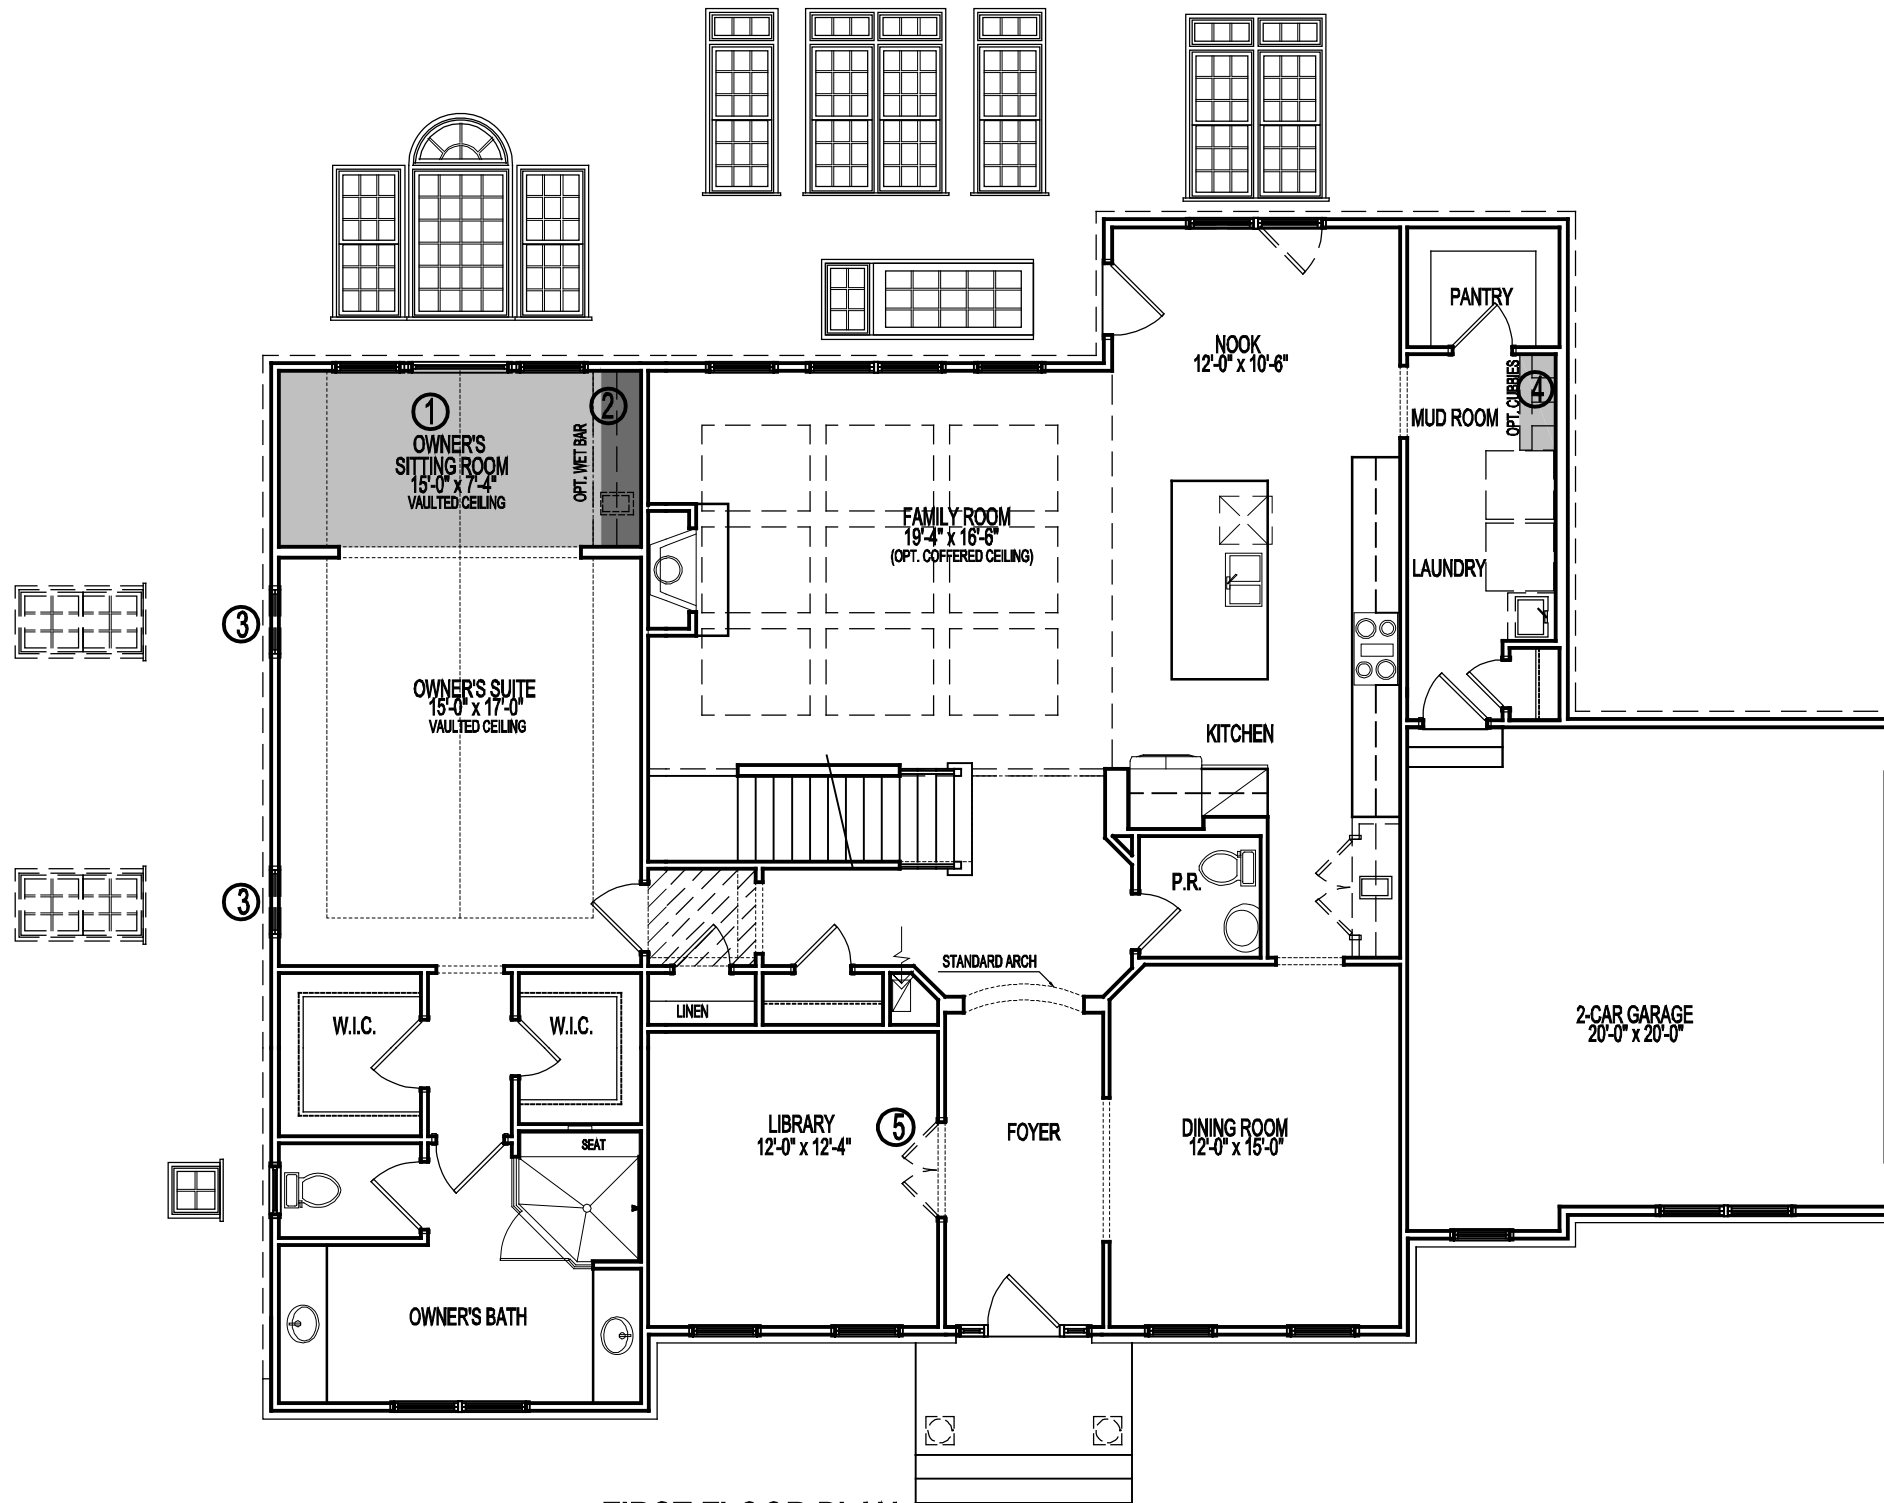 PANTRY
NOOK
12'-0" x 10'-6"
OPT. CUBBIES
4
MUD ROOM
1
2
OWNER'S
SITTING ROOM
15'-0" x 7'-4"
VAULTED CEILING
OPT. WET BAR
FAMILY ROOM
19'-4" x 16'-6"
(OPT. COFFERED CEILING)
LAUNDRY
3
OWNER'S SUITE
15'-0" x 17'-0"
VAULTED CEILING
KITCHEN
3
P.R.
STANDARD ARCH
W.I.C.
W.I.C.
LINEN
2-CAR GARAGE
20'-0" x 20'-0"
LIBRARY
12'-0" x 12'-4"
5
FOYER
DINING ROOM
12'-0" x 15'-0"
SEAT
OWNER'S BATH
FIRST FLOOR PLAN